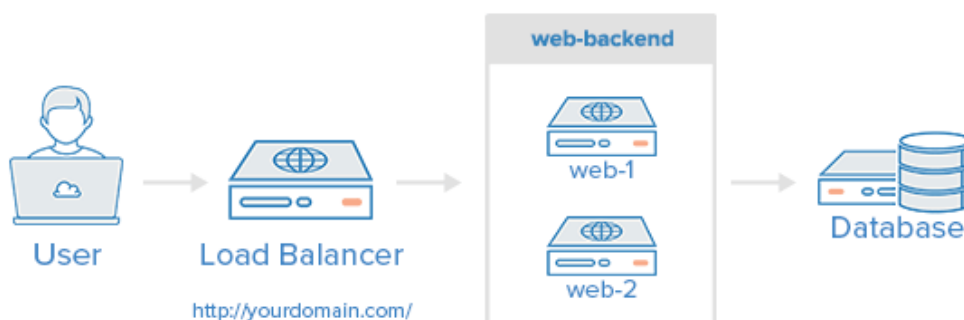 web-backend
web-1
web-2
User
Load Balancer
http://yourdomain.com/
Database